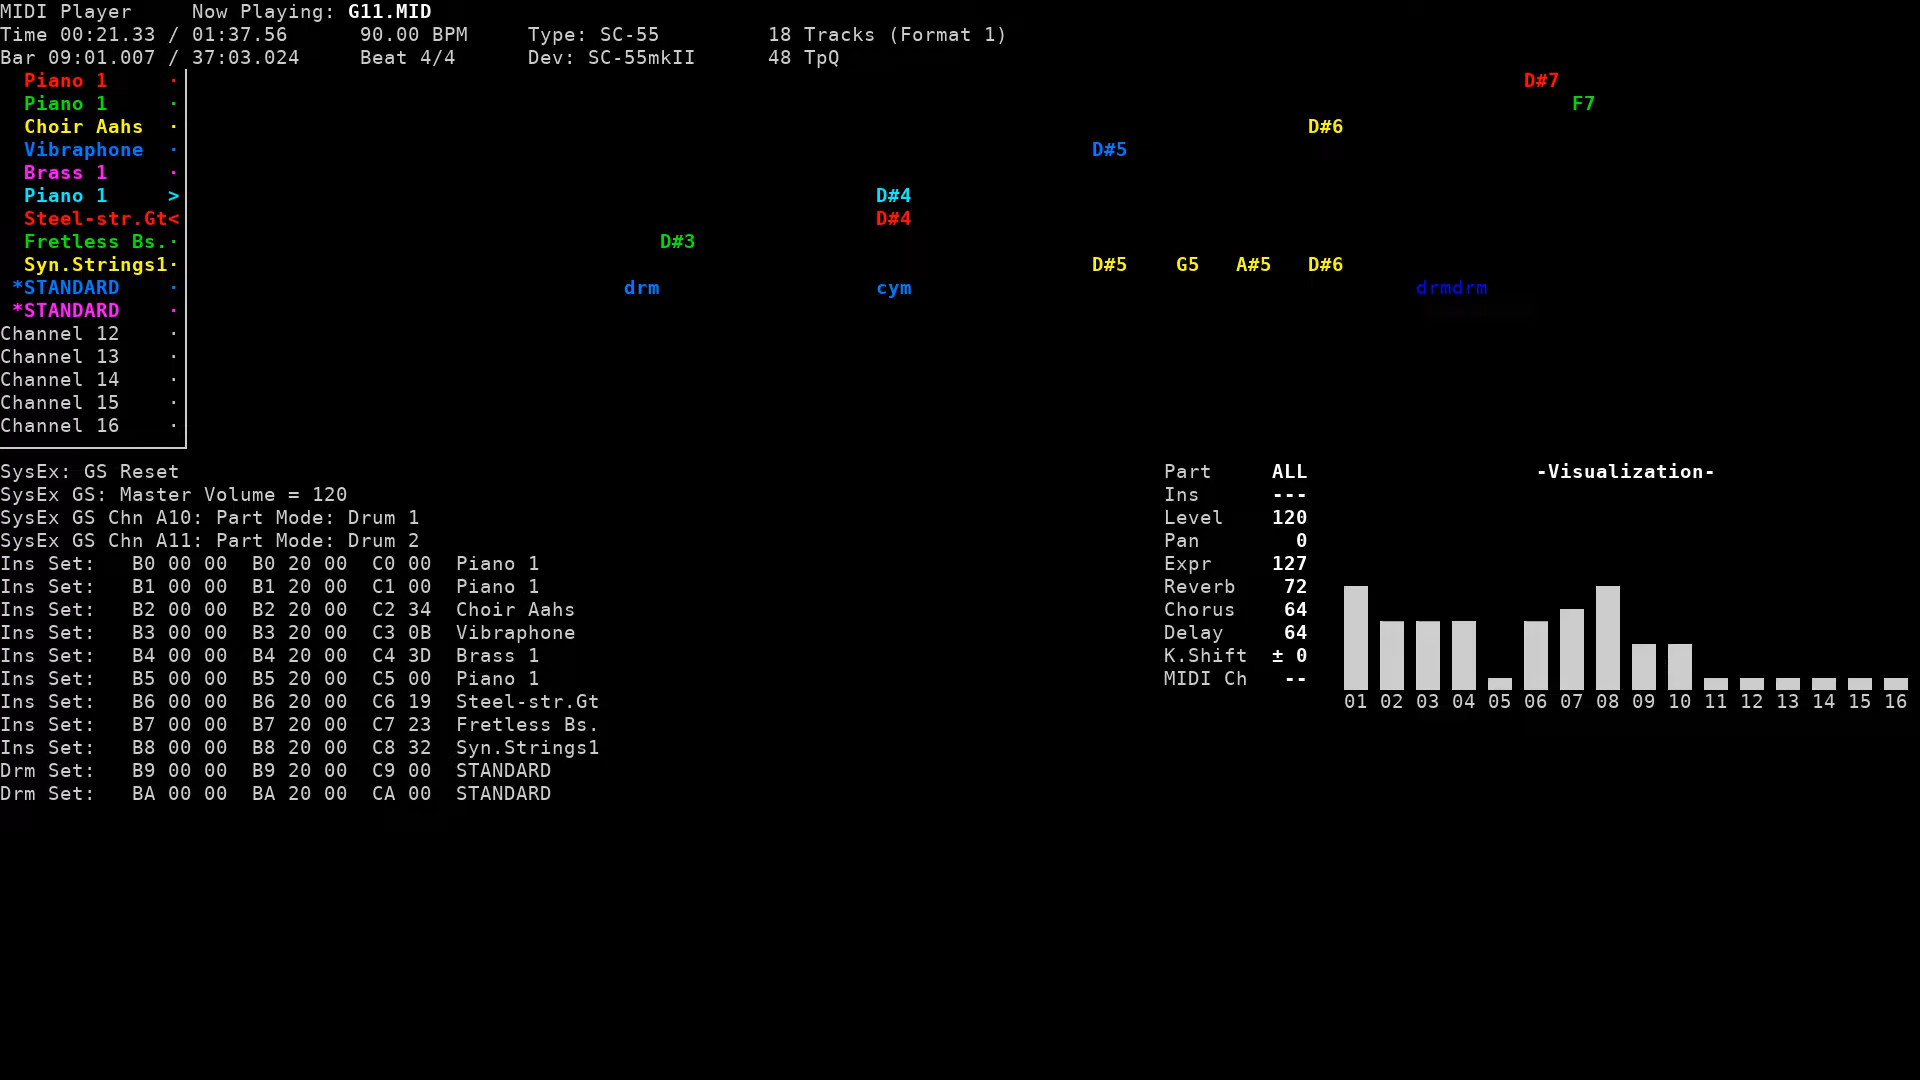 MIDI Player Now Playing: G11.MID
Time 00:21.33 / 01:37.56 90.00 BPM Type: SC-55 18 Tracks (Format 1)
Bar 09:01.007 / 37:03.024 Beat 4/4 Dev: SC-55mkII 48 TpQ
Piano 1 · D#7
Piano 1 · F7
Choir Aahs · D#6
Vibraphone · D#5
Brass 1 ·
Piano 1 > D#4
Steel-str.Gt< D#4
Fretless Bs.· D#3
Syn.Strings1· D#5 G5 A#5 D#6
*STANDARD · drm cym drmdrm
*STANDARD ·
Channel 12 ·
Channel 13 ·
Channel 14 ·
Channel 15 ·
Channel 16 ·
SysEx: GS Reset
SysEx GS: Master Volume = 120
SysEx GS Chn A10: Part Mode: Drum 1
SysEx GS Chn A11: Part Mode: Drum 2
Ins Set: B0 00 00 B0 20 00 C0 00 Piano 1
Ins Set: B1 00 00 B1 20 00 C1 00 Piano 1
Ins Set: B2 00 00 B2 20 00 C2 34 Choir Aahs
Ins Set: B3 00 00 B3 20 00 C3 0B Vibraphone
Ins Set: B4 00 00 B4 20 00 C4 3D Brass 1
Ins Set: B5 00 00 B5 20 00 C5 00 Piano 1
Ins Set: B6 00 00 B6 20 00 C6 19 Steel-str.Gt
Ins Set: B7 00 00 B7 20 00 C7 23 Fretless Bs.
Ins Set: B8 00 00 B8 20 00 C8 32 Syn.Strings1
Drm Set: B9 00 00 B9 20 00 C9 00 STANDARD
Drm Set: BA 00 00 BA 20 00 CA 00 STANDARD
Part ALL
Ins ---
Level 120
Pan 0
Expr 127
Reverb 72
Chorus 64
Delay 64
K.Shift ± 0
MIDI Ch --
-Visualization-
01 02 03 04 05 06 07 08 09 10 11 12 13 14 15 16